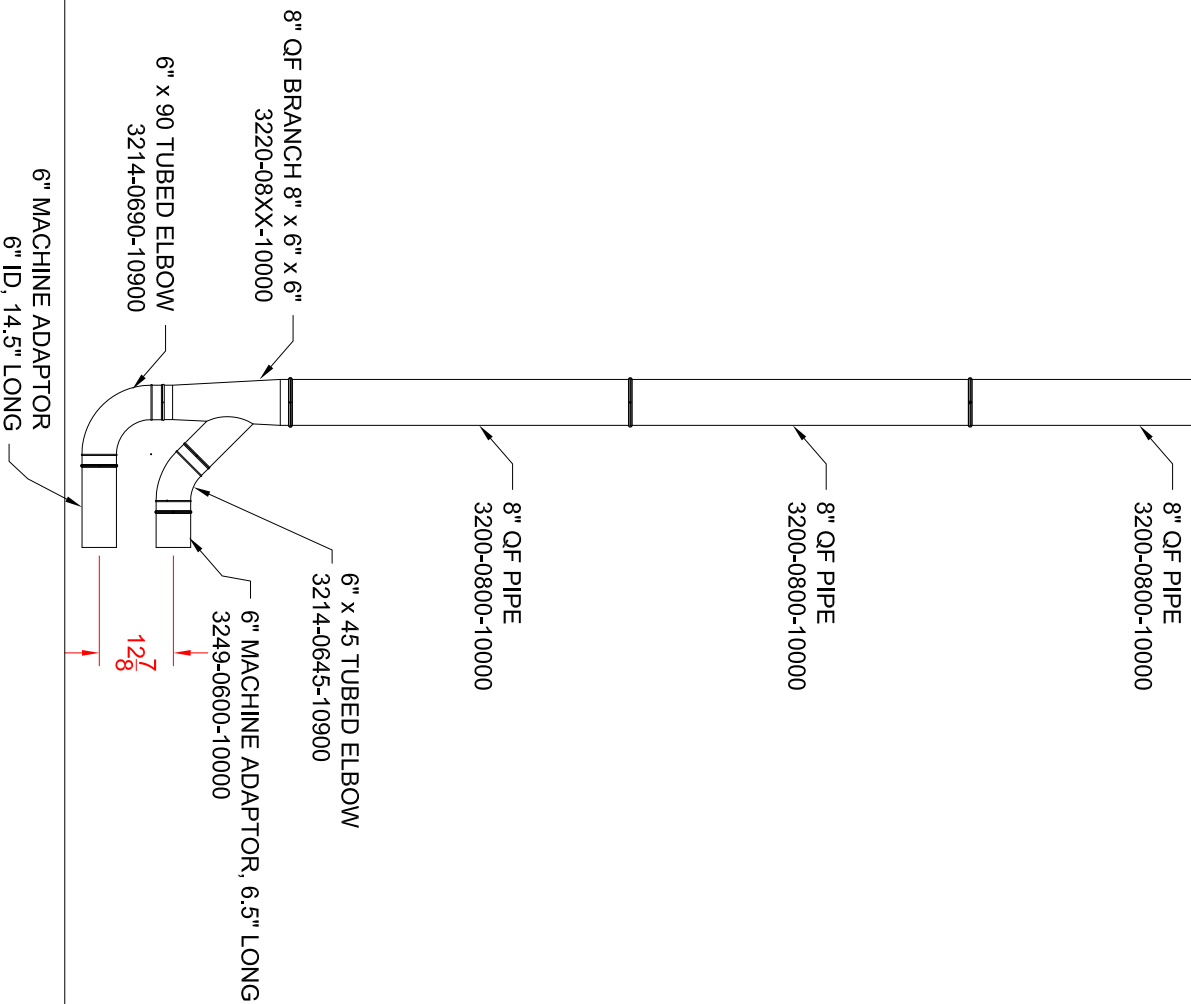 8" QF BRANCH 8" x 6" x 6"
3220-08XX-10000
6" x 90 TUBED ELBOW
3214-0690-10900
6" MACHINE ADAPTOR
6" ID, 14.5" LONG
8" QF PIPE
3200-0800-10000
8" QF PIPE
3200-0800-10000
8" QF PIPE
3200-0800-10000
6" x 45 TUBED ELBOW
3214-0645-10900
6" MACHINE ADAPTOR, 6.5" LONG
3249-0600-10000
12 7/8